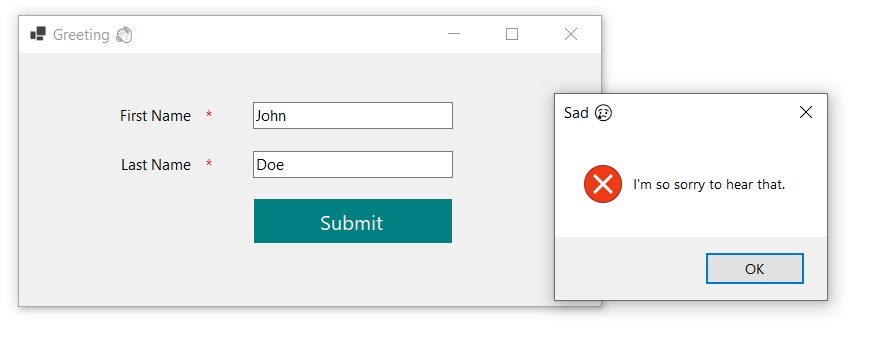 Greeting 👋
First Name *
John
Last Name *
Doe
Submit
Sad 😢
I'm so sorry to hear that.
OK